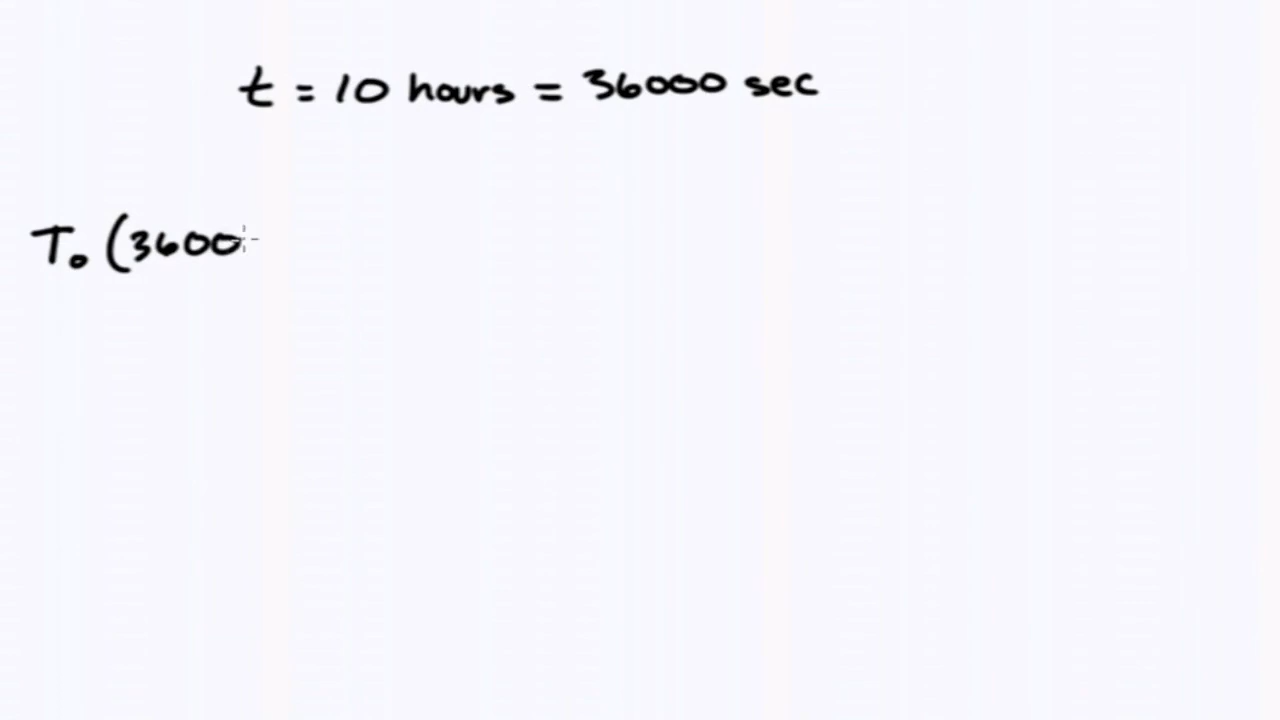 t = 10 hours = 36000 sec
T₀ (3600